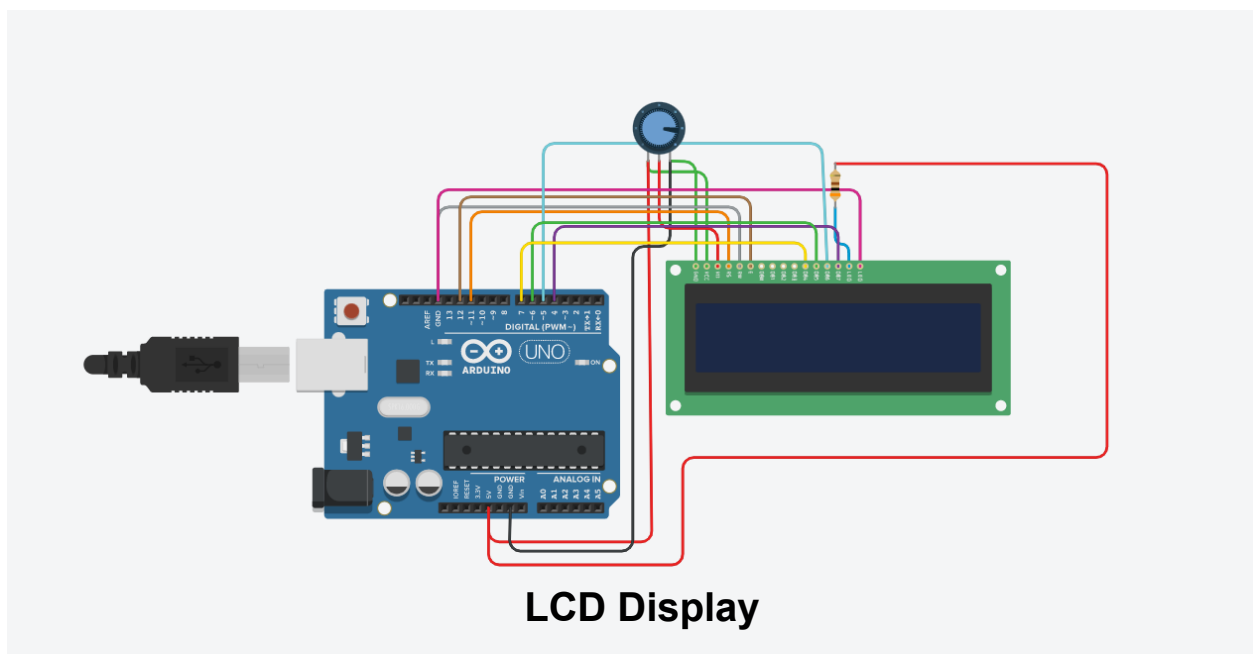 AREF
GND
13
12
~11
~10
~9
8
7
~6
~5
4
~3
2
TX→1
RX←0
DIGITAL (PWM~)
L
TX
RX
ARDUINO
UNO
ON
IOREF
RESET
3.3V
5V
GND
GND
Vin
POWER
ANALOG IN
A0
A1
A2
A3
A4
A5
GND
VCC
LCD Display